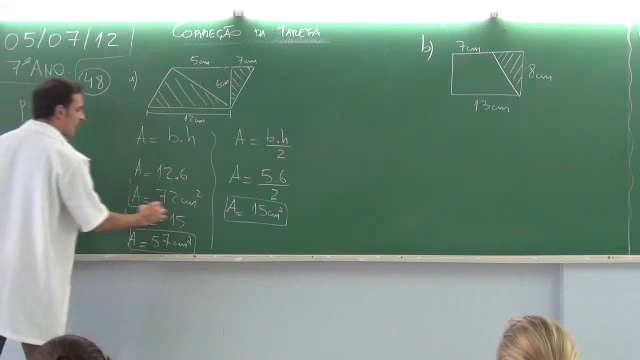 05/07/12
7º ANO
48
CORREÇÃO DA TAREFA
a)
5cm
7cm
6cm
12cm
A = b.h
A = 12.6
A = 72cm²
15
A = 57cm²
A = b.h
2
A = 5.6
2
A = 15cm²
b)
7cm
8cm
13cm